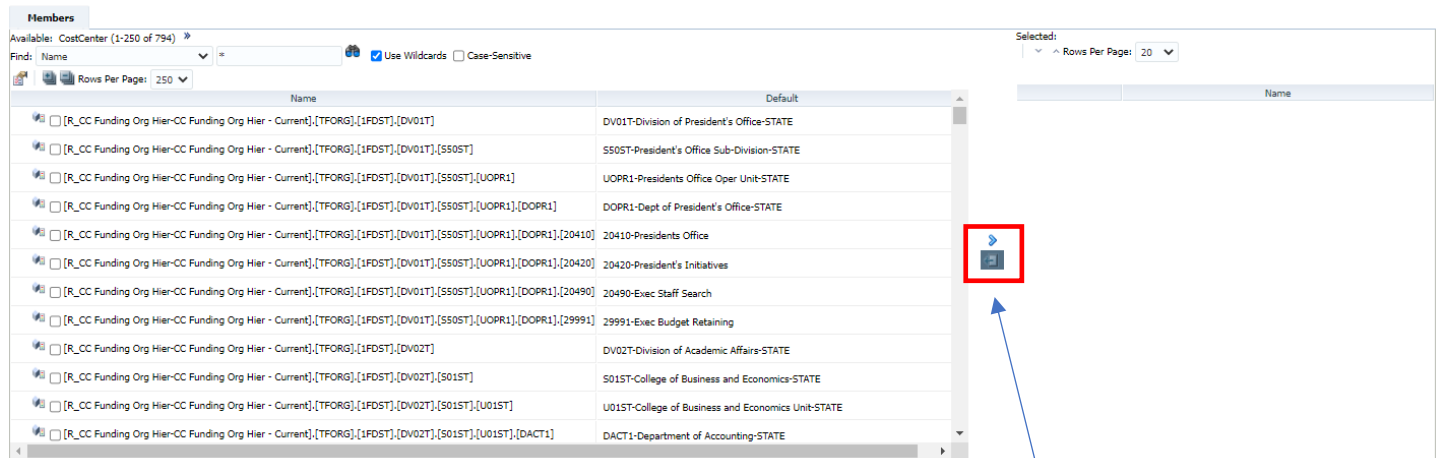 Members
Available: CostCenter (1-250 of 794) » Selected:
Find: Name * Use Wildcards Case-Sensitive Rows Per Page: 20
Rows Per Page: 250
Name Default Name
[R_CC Funding Org Hier-CC Funding Org Hier - Current].[TFORG].[1FDST].[DV01T] DV01T-Division of President's Office-STATE
[R_CC Funding Org Hier-CC Funding Org Hier - Current].[TFORG].[1FDST].[DV01T].[S50ST] S50ST-President's Office Sub-Division-STATE
[R_CC Funding Org Hier-CC Funding Org Hier - Current].[TFORG].[1FDST].[DV01T].[S50ST].[UOPR1] UOPR1-Presidents Office Oper Unit-STATE
[R_CC Funding Org Hier-CC Funding Org Hier - Current].[TFORG].[1FDST].[DV01T].[S50ST].[UOPR1].[DOPR1] DOPR1-Dept of President's Office-STATE
[R_CC Funding Org Hier-CC Funding Org Hier - Current].[TFORG].[1FDST].[DV01T].[S50ST].[UOPR1].[DOPR1].[20410] 20410-Presidents Office
[R_CC Funding Org Hier-CC Funding Org Hier - Current].[TFORG].[1FDST].[DV01T].[S50ST].[UOPR1].[DOPR1].[20420] 20420-President's Initiatives
[R_CC Funding Org Hier-CC Funding Org Hier - Current].[TFORG].[1FDST].[DV01T].[S50ST].[UOPR1].[DOPR1].[20490] 20490-Exec Staff Search
[R_CC Funding Org Hier-CC Funding Org Hier - Current].[TFORG].[1FDST].[DV01T].[S50ST].[UOPR1].[DOPR1].[29991] 29991-Exec Budget Retaining
[R_CC Funding Org Hier-CC Funding Org Hier - Current].[TFORG].[1FDST].[DV02T] DV02T-Division of Academic Affairs-STATE
[R_CC Funding Org Hier-CC Funding Org Hier - Current].[TFORG].[1FDST].[DV02T].[S01ST] S01ST-College of Business and Economics-STATE
[R_CC Funding Org Hier-CC Funding Org Hier - Current].[TFORG].[1FDST].[DV02T].[S01ST].[U01ST] U01ST-College of Business and Economics Unit-STATE
[R_CC Funding Org Hier-CC Funding Org Hier - Current].[TFORG].[1FDST].[DV02T].[S01ST].[U01ST].[DACT1] DACT1-Department of Accounting-STATE